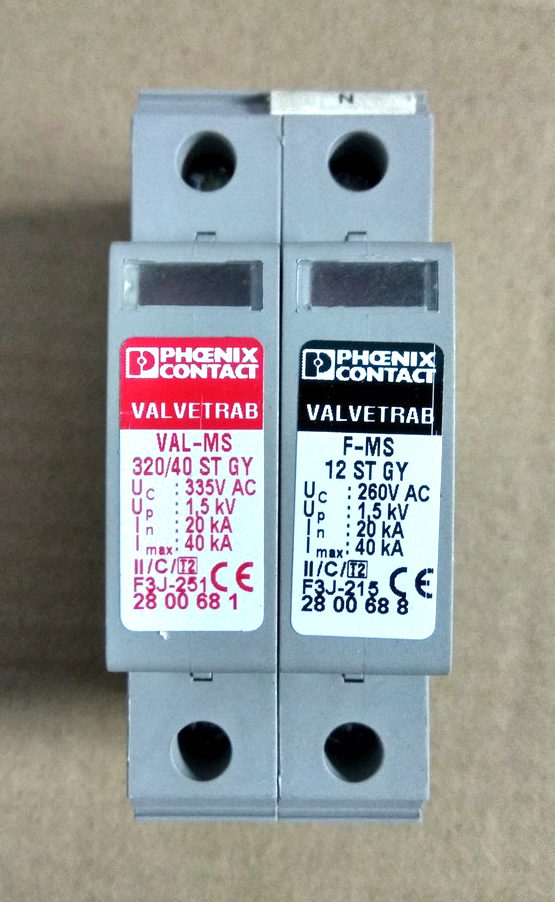 N
PHŒNIX
CONTACT
VALVETRAB
VAL-MS
320/40 ST GY
UC : 335V AC
Up : 1,5 kV
In : 20 kA
Imax : 40 kA
II/C/T2
F3J-251 CE
28 00 68 1
PHŒNIX
CONTACT
VALVETRAB
F-MS
12 ST GY
UC : 260V AC
Up : 1,5 kV
In : 20 kA
Imax : 40 kA
II/C/T2
F3J-215 CE
28 00 68 8